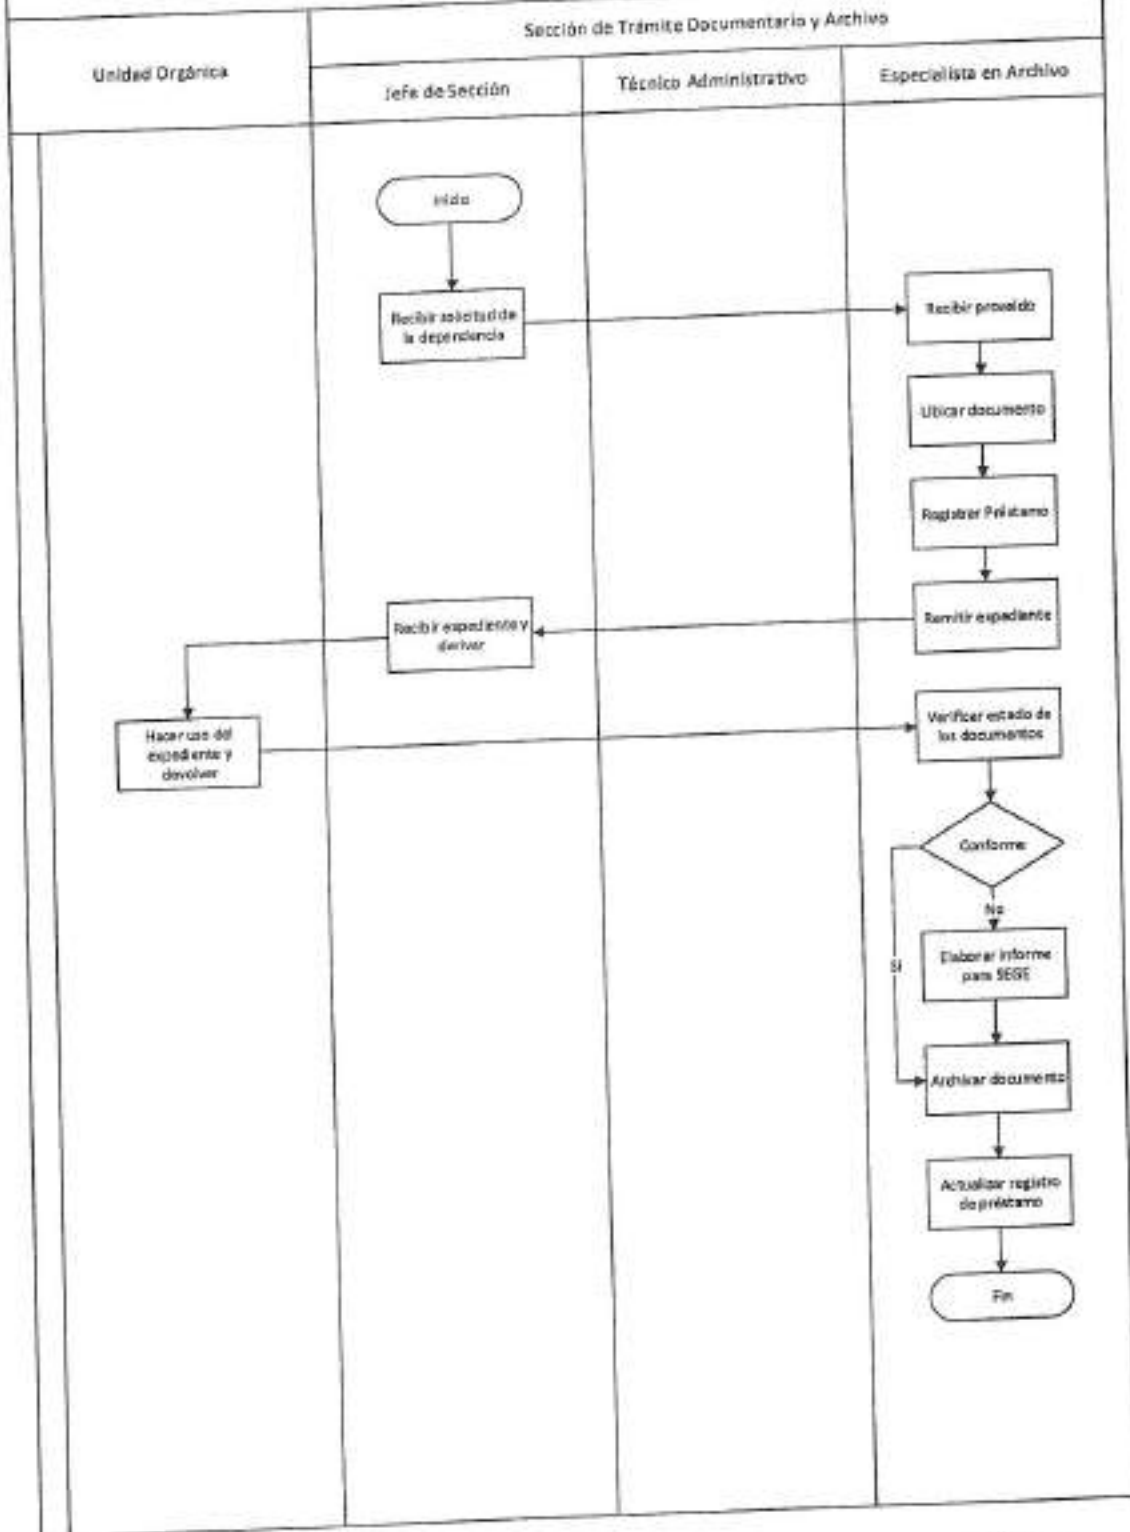 Sección de Trámite Documentario y Archivo
Unidad Orgánica
Jefe de Sección
Técnico Administrativo
Especialista en Archivo
Inicio
Recibir solicitud de
la dependencia
Recibir proveído
Ubicar documento
Registrar Préstamo
Remitir expediente
Recibir expediente y
derivar
Hacer uso del
expediente y
devolver
Verificar estado de
los documentos
Conforme
No
Si
Elaborar informe
para SEGE
Archivar documento
Actualizar registro
de préstamo
Fin